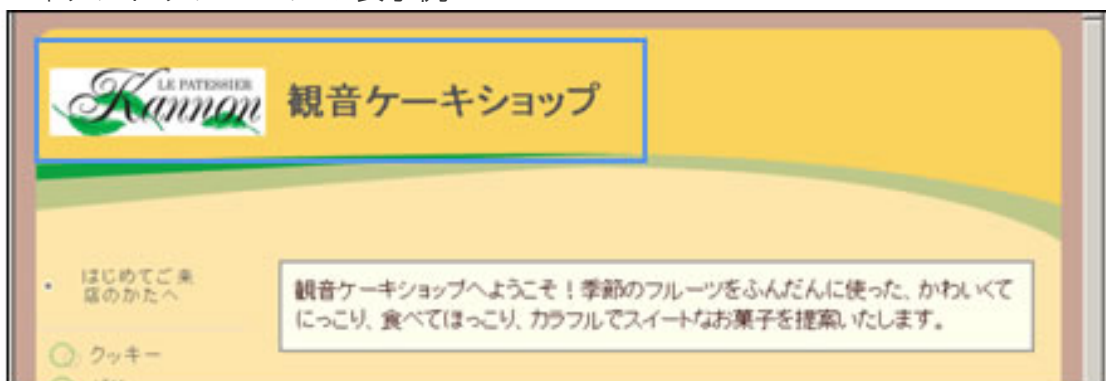 LE PATESSIER
Kannon
観音ケーキショップ
はじめてご来
店のかたへ
観音ケーキショップへようこそ！季節のフルーツをふんだんに使った、かわいくて
にっこり、食べてほっこり、カラフルでスイートなお菓子を提案いたします。
クッキー